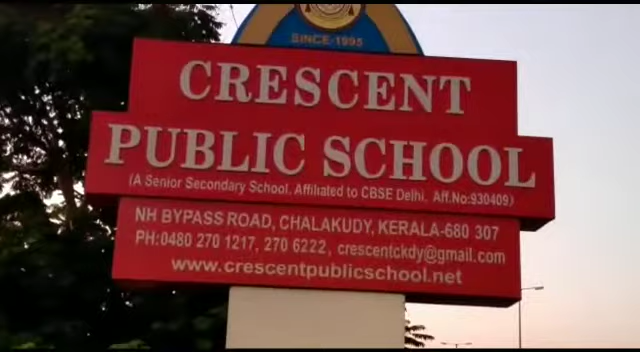 SINCE-1995
CRESCENT
PUBLIC SCHOOL
(A Senior Secondary School, Affiliated to CBSE Delhi, Aff.No:930409)
NH BYPASS ROAD, CHALAKUDY, KERALA-680 307
PH:0480 270 1217, 270 6222, crescentckdy@gmail.com
www.crescentpublicschool.net